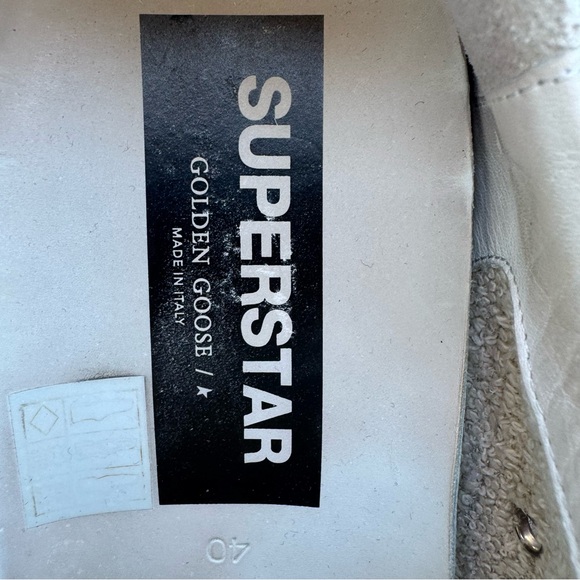 SUPERSTAR
GOLDEN GOOSE / ★
MADE IN ITALY
40